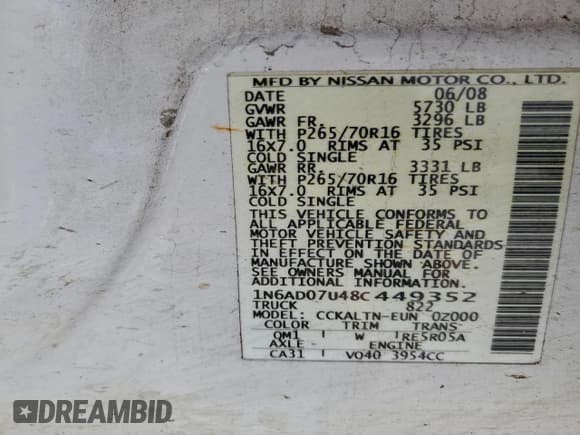 MFD BY NISSAN MOTOR CO., LTD.
DATE 06/08
GVWR 5730 LB
GAWR FR. 3296 LB
WITH P265/70R16 TIRES
16x7.0 RIMS AT 35 PSI
COLD SINGLE
GAWR RR. 3331 LB
WITH P265/70R16 TIRES
16x7.0 RIMS AT 35 PSI
COLD SINGLE
THIS VEHICLE CONFORMS TO
ALL APPLICABLE FEDERAL
MOTOR VEHICLE SAFETY AND
THEFT PREVENTION STANDARDS
IN EFFECT ON THE DATE OF
MANUFACTURE SHOWN ABOVE.
SEE OWNERS MANUAL FOR
ADDITIONAL INFORMATION
1N6AD07U48C449352
TRUCK 822
MODEL: CCKALTN-EUN 0Z000
COLOR TRIM TRANS
QM1 W RE5R05A
AXLE ENGINE
CA31 VQ40 3954CC
DREAMBID